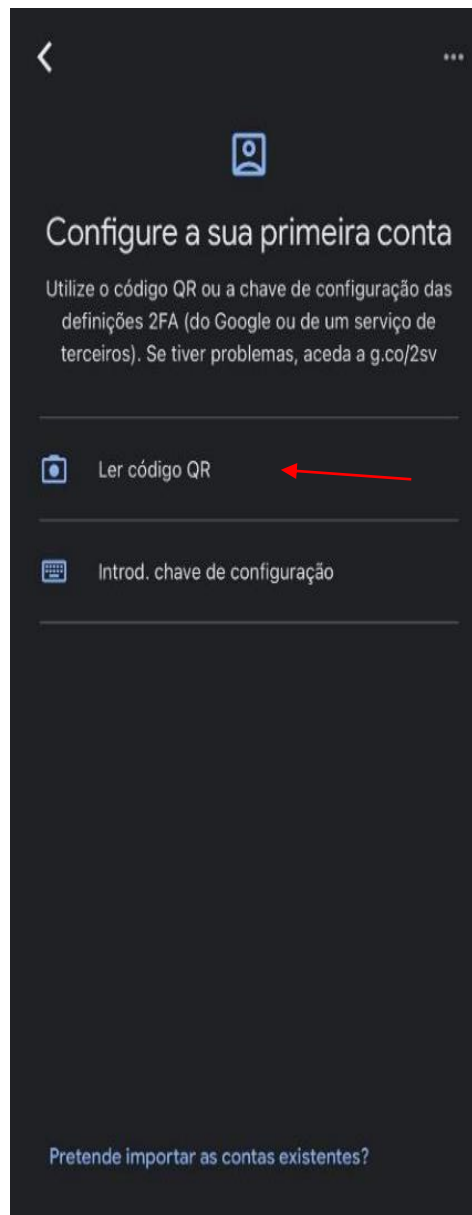 Configure a sua primeira conta
Utilize o código QR ou a chave de configuração das
definições 2FA (do Google ou de um serviço de
terceiros). Se tiver problemas, aceda a g.co/2sv
Ler código QR
Introd. chave de configuração
Pretende importar as contas existentes?